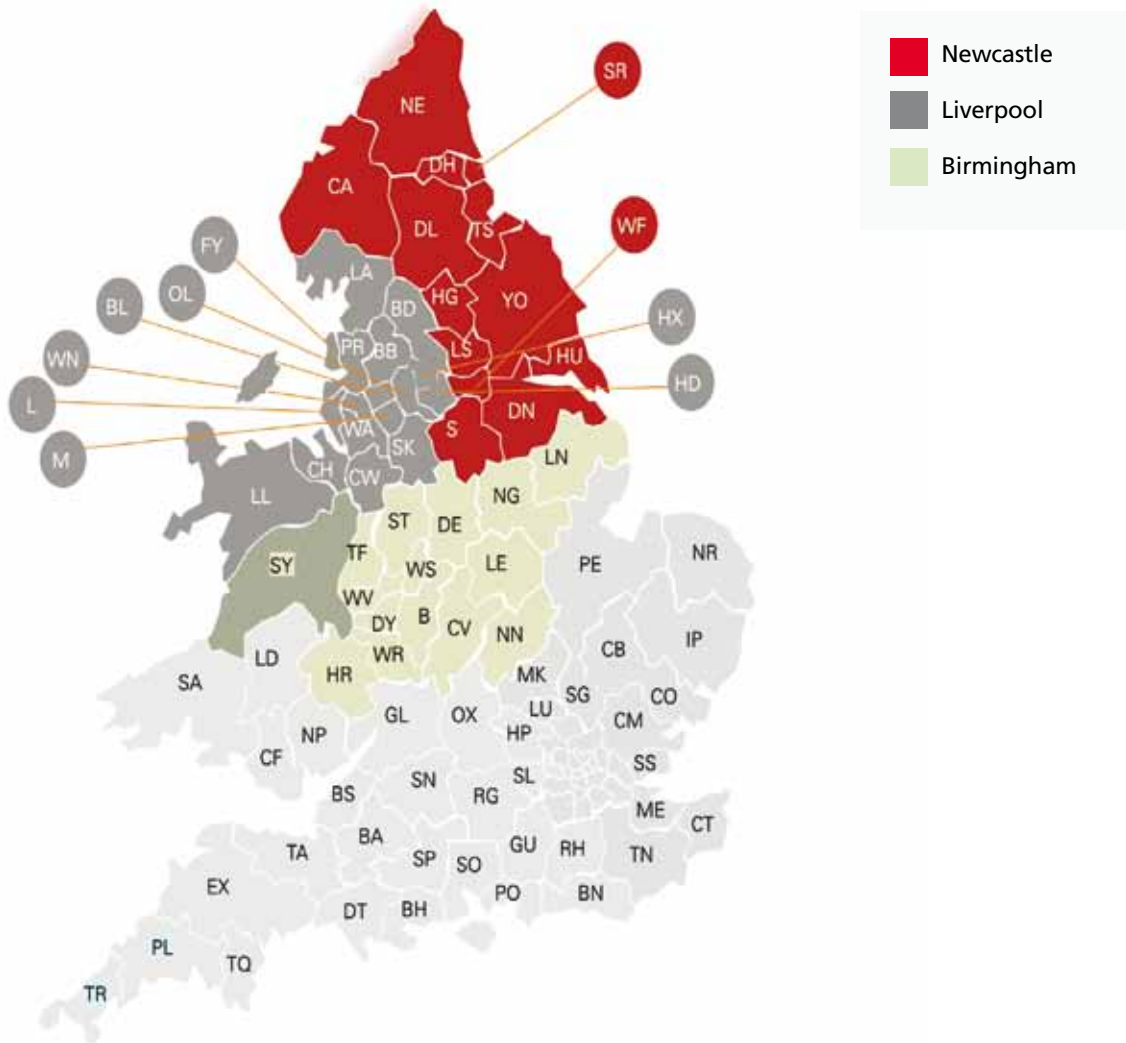 Newcastle
Liverpool
Birmingham
SR
NE
DH
CA
DL
TS
WF
FY
LA
OL
BL
BD
HG
YO
HX
WN
PR
BB
LS
HU
HD
L
WA
DN
M
S
SK
LN
CH
CW
LL
NG
ST
DE
SY
TF
WS
LE
PE
NR
WV
DY
B
CV
NN
IP
LD
WR
CB
SA
HR
MK
SG
CO
GL
OX
LU
CM
NP
HP
CF
SS
SN
SL
BS
RG
ME
CT
BA
GU
RH
TN
TA
SP
SO
EX
PO
BN
DT
BH
PL
TQ
TR